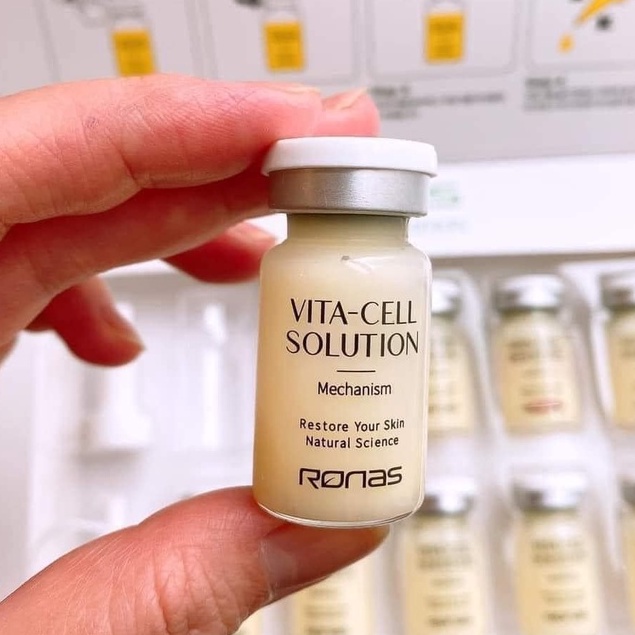 VITA-CELL
SOLUTION
Mechanism
Restore Your Skin
Natural Science
RONAS